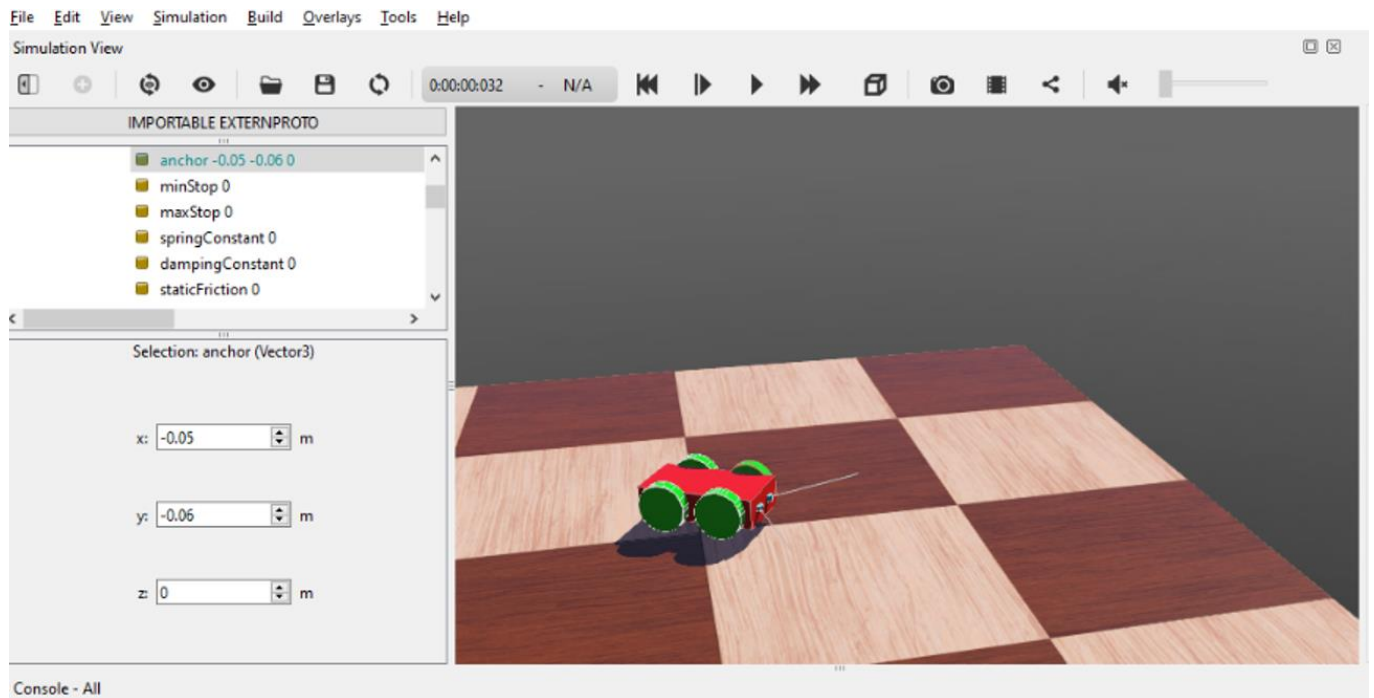 File Edit View Simulation Build Overlays Tools Help
Simulation View
0:00:00:032 - N/A
IMPORTABLE EXTERNPROTO
anchor -0.05 -0.06 0
minStop 0
maxStop 0
springConstant 0
dampingConstant 0
staticFriction 0
Selection: anchor (Vector3)
x: -0.05 m
y: -0.06 m
z: 0 m
Console - All